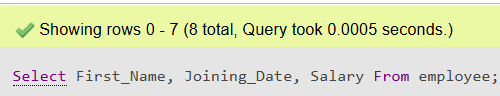 Showing rows 0 - 7 (8 total, Query took 0.0005 seconds.)
Select First_Name, Joining_Date, Salary From employee;